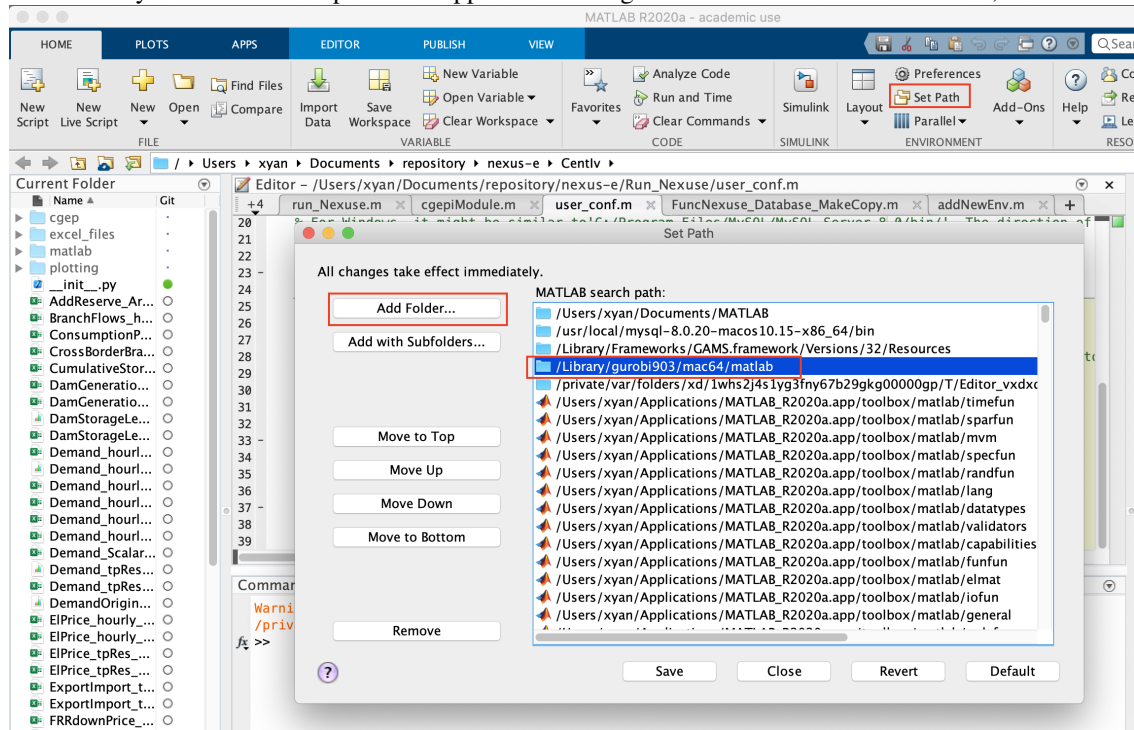 MATLAB R2020a - academic use
HOME PLOTS APPS EDITOR PUBLISH VIEW
Find Files
Compare
New Script
New Live Script
New
Open
FILE
Import Data
Save Workspace
New Variable
Open Variable
Clear Workspace
VARIABLE
Favorites
Analyze Code
Run and Time
Clear Commands
CODE
Simulink
SIMULINK
Layout
Preferences
Set Path
Parallel
Add-Ons
ENVIRONMENT
Help
RESO
/ Users xyan Documents repository nexus-e CentIv
Current Folder
Name Git
cgep
excel_files
matlab
plotting
__init__.py
AddReserve_Ar...
BranchFlows_h...
ConsumptionP...
CrossBorderBra...
CumulativeStor...
DamGeneratio...
DamGeneratio...
DamStorageLe...
DamStorageLe...
Demand_hourl...
Demand_hourl...
Demand_hourl...
Demand_hourl...
Demand_hourl...
Demand_Scalar...
Demand_tpRes...
Demand_tpRes...
DemandOrigin...
ElPrice_hourly_...
ElPrice_hourly_...
ElPrice_tpRes_...
ElPrice_tpRes_...
ExportImport_t...
ExportImport_t...
FRRdownPrice_...
Editor – /Users/xyan/Documents/repository/nexus-e/Run_Nexuse/user_conf.m
+4 run_Nexuse.m cgepiModule.m user_conf.m FuncNexuse_Database_MakeCopy.m addNewEnv.m +
20
21
22
23 -
24
25
26
27
28
29
30
31
32
33 -
34
35
36
37 -
38
39
Set Path
All changes take effect immediately.
Add Folder...
Add with Subfolders...
Move to Top
Move Up
Move Down
Move to Bottom
Remove
MATLAB search path:
/Users/xyan/Documents/MATLAB
/usr/local/mysql-8.0.20-macos10.15-x86_64/bin
/Library/Frameworks/GAMS.framework/Versions/32/Resources
/Library/gurobi903/mac64/matlab
/private/var/folders/xd/1whs2j4s1yg3fny67b29gkg00000gp/T/Editor_vxdxc
/Users/xyan/Applications/MATLAB_R2020a.app/toolbox/matlab/timefun
/Users/xyan/Applications/MATLAB_R2020a.app/toolbox/matlab/sparfun
/Users/xyan/Applications/MATLAB_R2020a.app/toolbox/matlab/mvm
/Users/xyan/Applications/MATLAB_R2020a.app/toolbox/matlab/specfun
/Users/xyan/Applications/MATLAB_R2020a.app/toolbox/matlab/randfun
/Users/xyan/Applications/MATLAB_R2020a.app/toolbox/matlab/lang
/Users/xyan/Applications/MATLAB_R2020a.app/toolbox/matlab/datatypes
/Users/xyan/Applications/MATLAB_R2020a.app/toolbox/matlab/validators
/Users/xyan/Applications/MATLAB_R2020a.app/toolbox/matlab/capabilities
/Users/xyan/Applications/MATLAB_R2020a.app/toolbox/matlab/funfun
/Users/xyan/Applications/MATLAB_R2020a.app/toolbox/matlab/elmat
/Users/xyan/Applications/MATLAB_R2020a.app/toolbox/matlab/iofun
/Users/xyan/Applications/MATLAB_R2020a.app/toolbox/matlab/general
Save Close Revert Default
Commar
Warni
/priv
fx >>